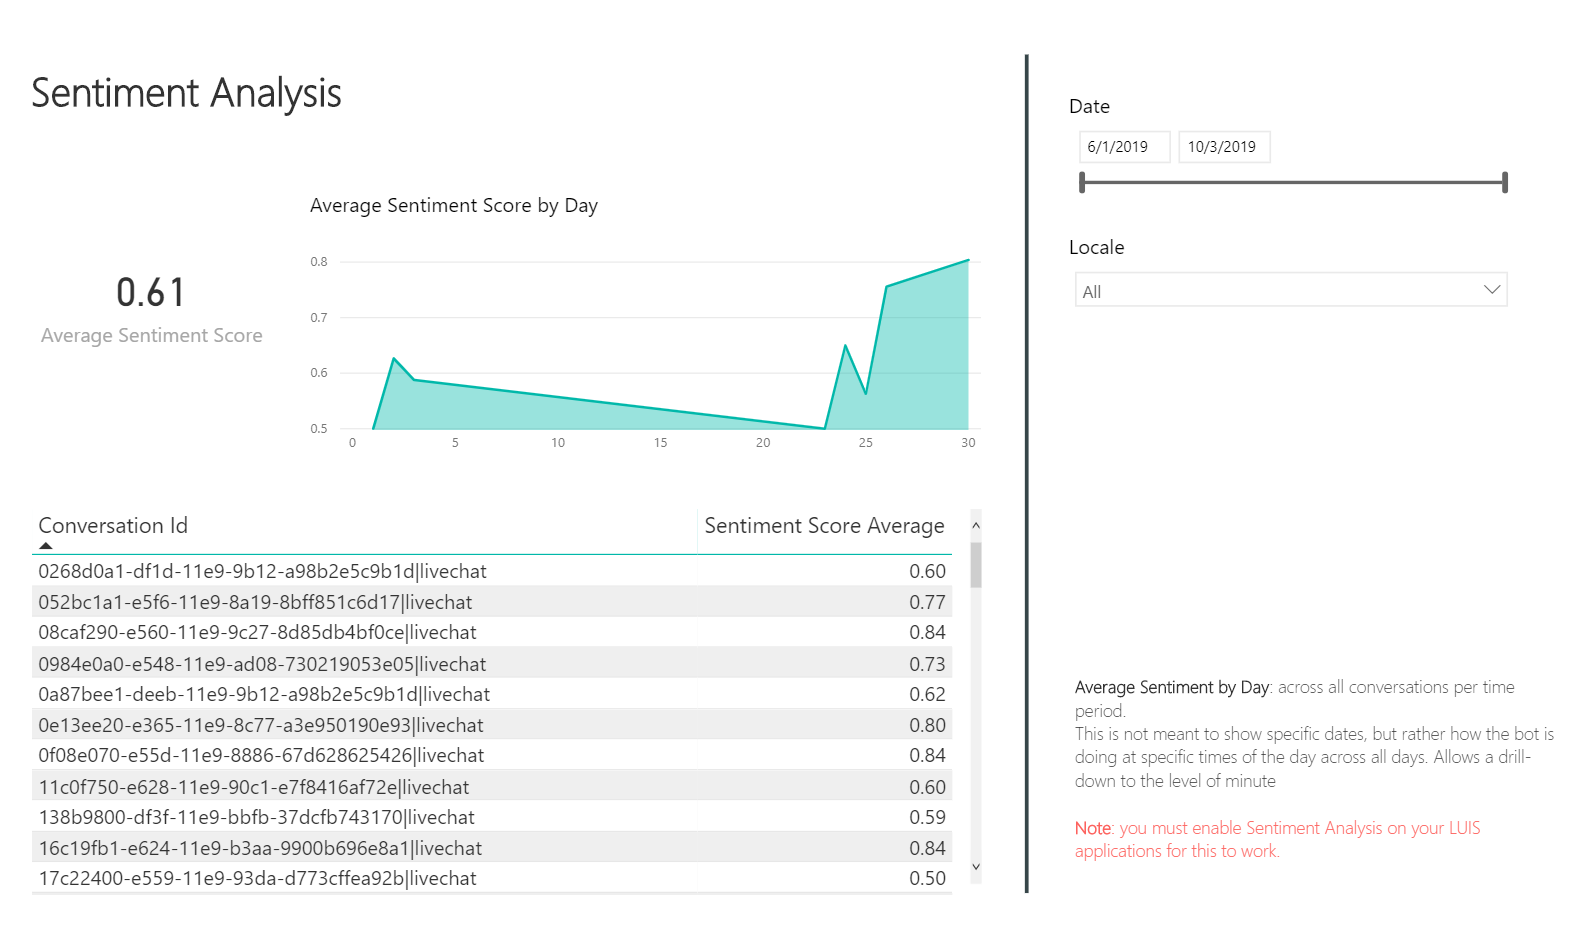 Sentiment Analysis
0.61
Average Sentiment Score
Average Sentiment Score by Day
0.8
0.7
0.6
0.5
0 5 10 15 20 25 30
Conversation Id Sentiment Score Average
0268d0a1-df1d-11e9-9b12-a98b2e5c9b1d|livechat 0.60
052bc1a1-e5f6-11e9-8a19-8bff851c6d17|livechat 0.77
08caf290-e560-11e9-9c27-8d85db4bf0ce|livechat 0.84
0984e0a0-e548-11e9-ad08-730219053e05|livechat 0.73
0a87bee1-deeb-11e9-9b12-a98b2e5c9b1d|livechat 0.62
0e13ee20-e365-11e9-8c77-a3e950190e93|livechat 0.80
0f08e070-e55d-11e9-8886-67d628625426|livechat 0.84
11c0f750-e628-11e9-90c1-e7f8416af72e|livechat 0.60
138b9800-df3f-11e9-bbfb-37dcfb743170|livechat 0.59
16c19fb1-e624-11e9-b3aa-9900b696e8a1|livechat 0.84
17c22400-e559-11e9-93da-d773cffea92b|livechat 0.50
Date
6/1/2019 10/3/2019
Locale
All
Average Sentiment by Day: across all conversations per time
period.
This is not meant to show specific dates, but rather how the bot is
doing at specific times of the day across all days. Allows a drill-
down to the level of minute
Note: you must enable Sentiment Analysis on your LUIS
applications for this to work.